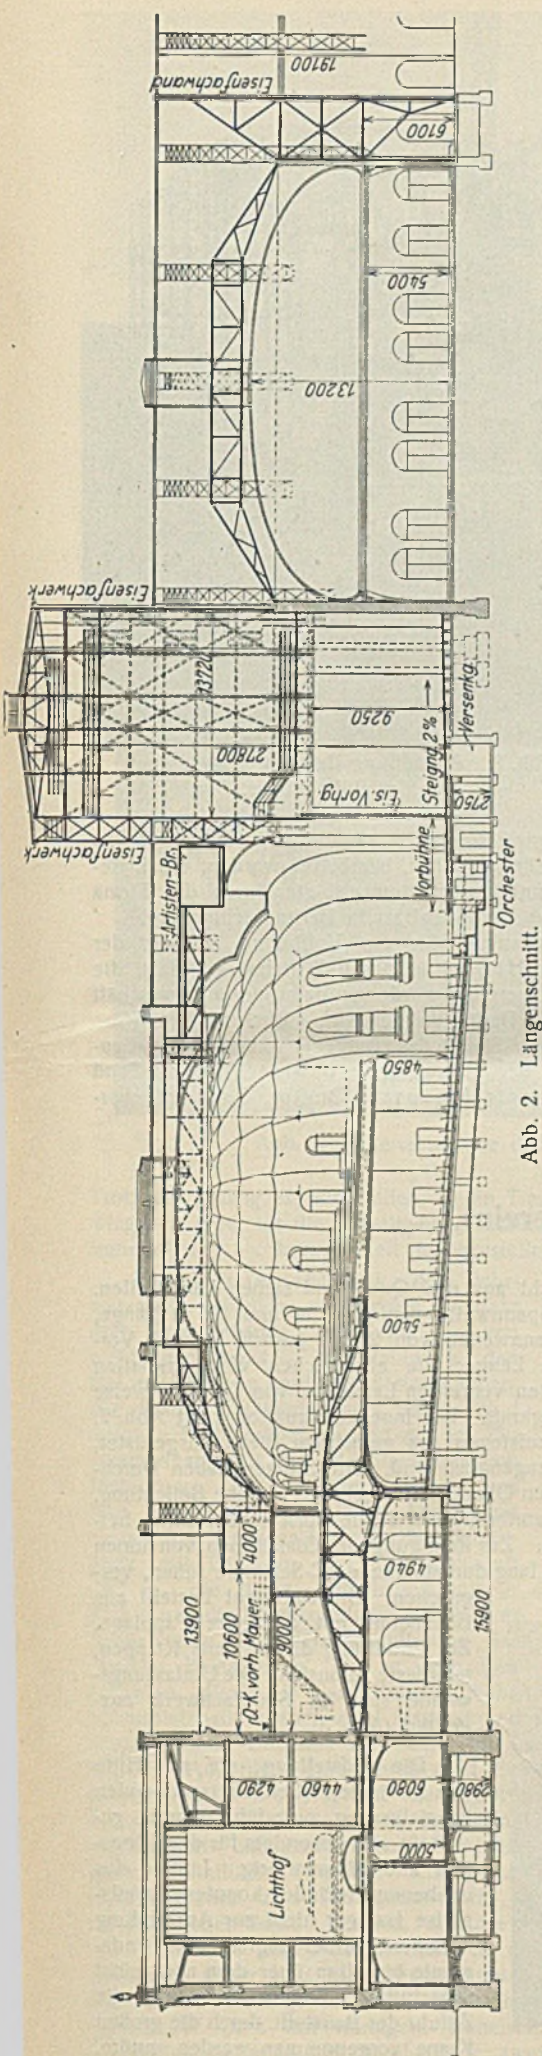 Lichthof
4290
4460
6080
2980
5000
13900
10600
4000
O-K.vorh. Mauer
9000
4940
15900
5400
4850
Artisten-Br.
Eisenfachwerk
Eisenfachwerk
27800
13720
Eis. Vorhg.
9250
Vorbühne
Steigng. 2%
2750
Orchester
Versenkg.
13200
5400
Eisenfachwand
19100
6100
Abb. 2. Längenschnitt.